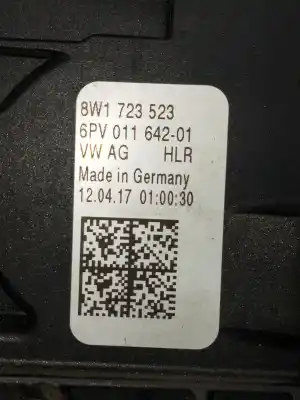 8W1 723 523
6PV 011 642-01
VW AG HLR
Made in Germany
12.04.17 01:00:30